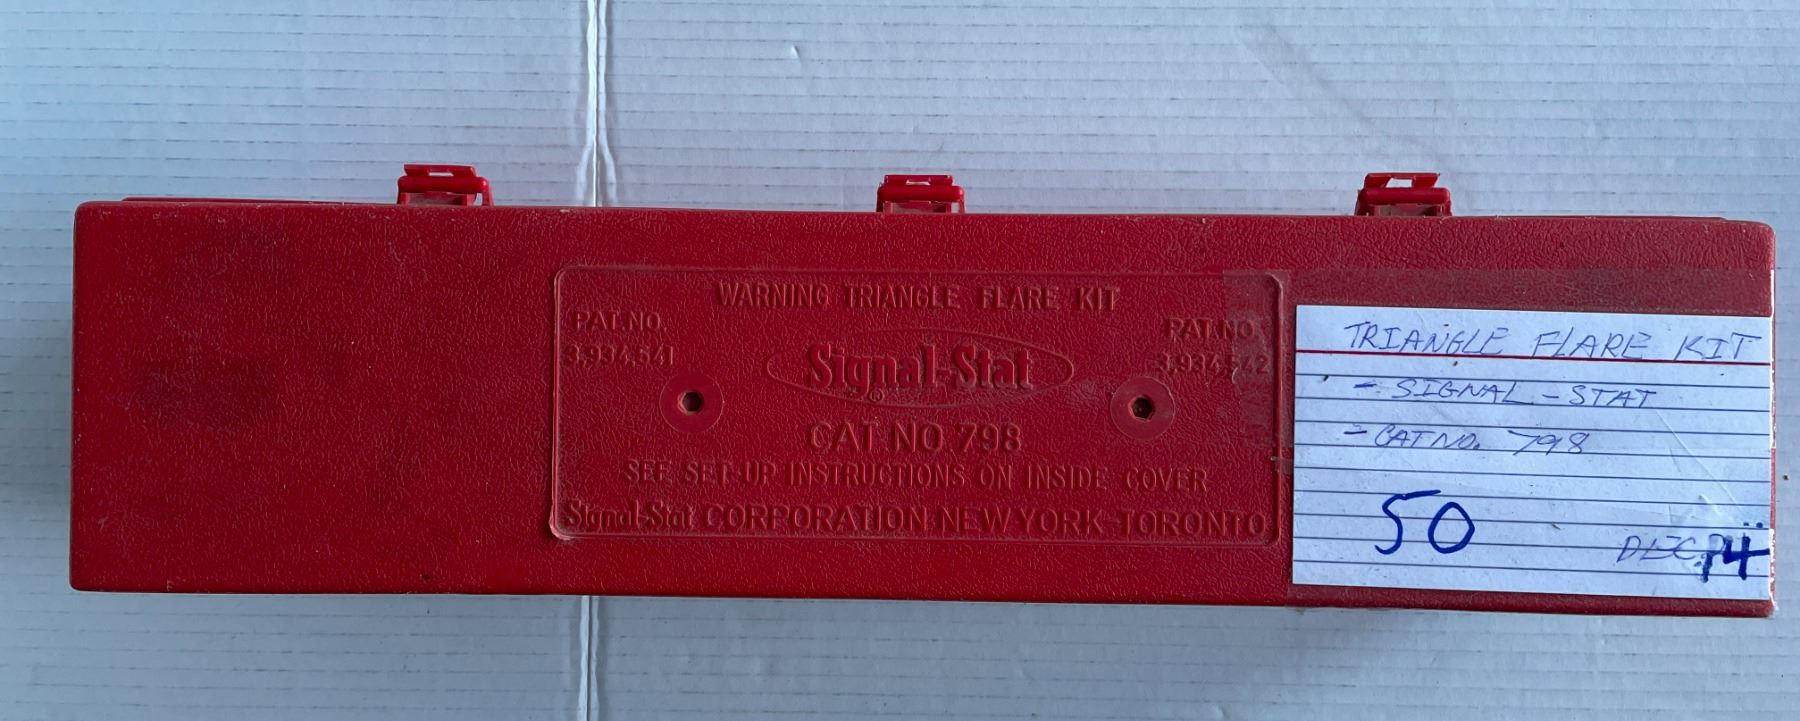 WARNING TRIANGLE FLARE KIT
PAT. NO. 3,934,541
Signal-Stat ®
PAT. NO. 3,934,542
CAT. NO. 798
SEE SET-UP INSTRUCTIONS ON INSIDE COVER
Signal-Stat CORPORATION NEW YORK-TORONTO
TRIANGLE FLARE KIT
- SIGNAL-STAT
- CAT NO. 798
50